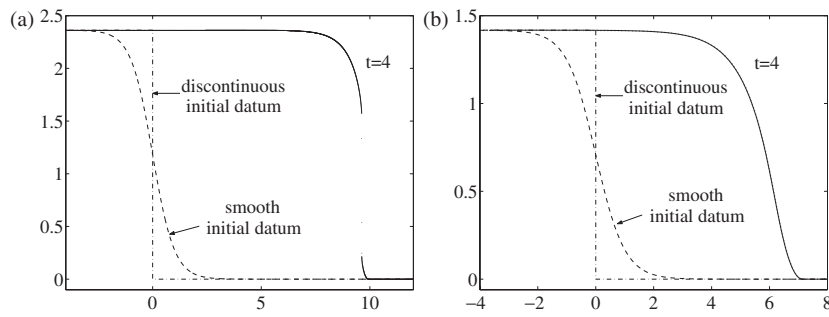 (a)
2.5
2
1.5
1
0.5
0
0
5
10
discontinuous
initial datum
smooth
initial datum
t=4
(b)
1.5
1
0.5
0
−4
−2
0
2
4
6
8
discontinuous
initial datum
smooth
initial datum
t=4